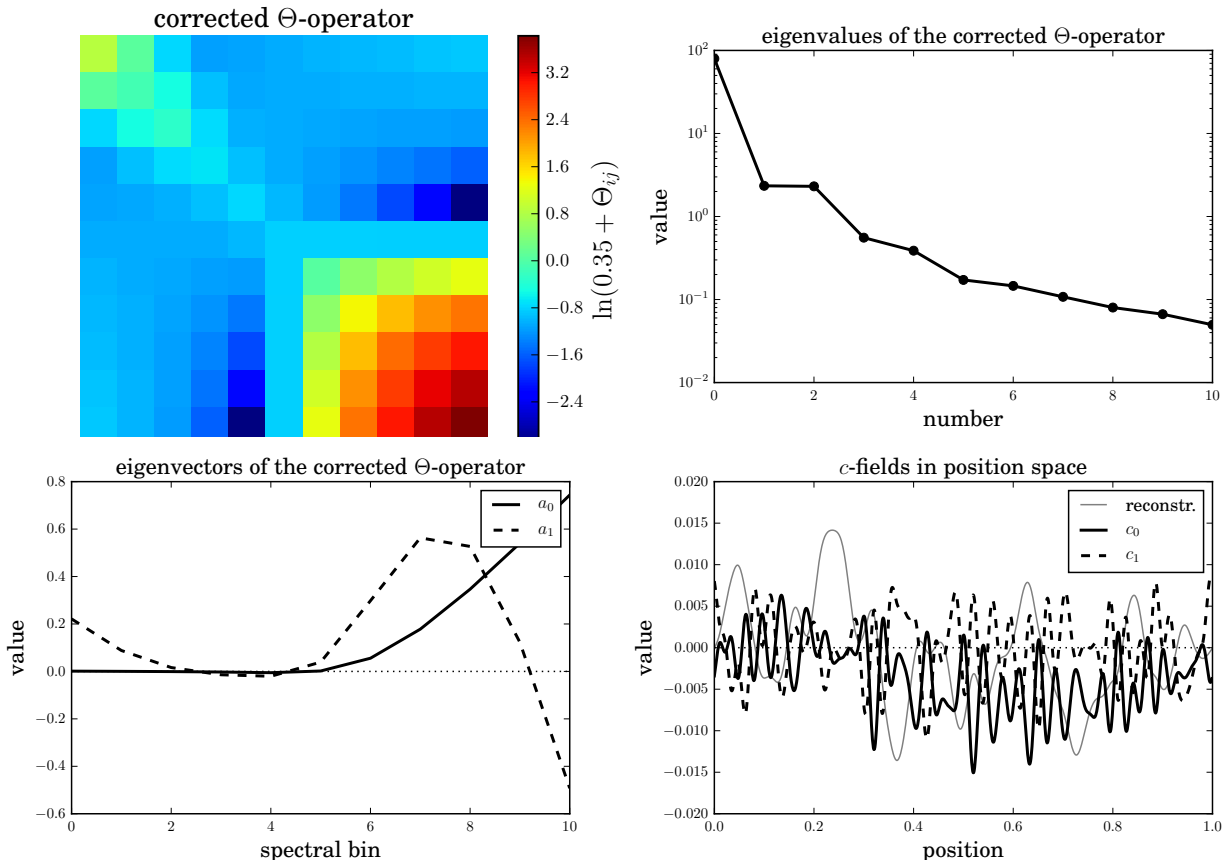 corrected Θ-operator
3.2
2.4
1.6
0.8
0.0
−0.8
−1.6
−2.4
ln(0.35 + Θij)
eigenvalues of the corrected Θ-operator
10²
10¹
10⁰
10⁻¹
10⁻²
value
0 2 4 6 8 10
number
eigenvectors of the corrected Θ-operator
0.8
0.6
0.4
0.2
0.0
−0.2
−0.4
−0.6
value
a₀
a₁
0 2 4 6 8 10
spectral bin
c-fields in position space
0.020
0.015
0.010
0.005
0.000
−0.005
−0.010
−0.015
−0.020
value
reconstr.
c₀
c₁
0.0 0.2 0.4 0.6 0.8 1.0
position